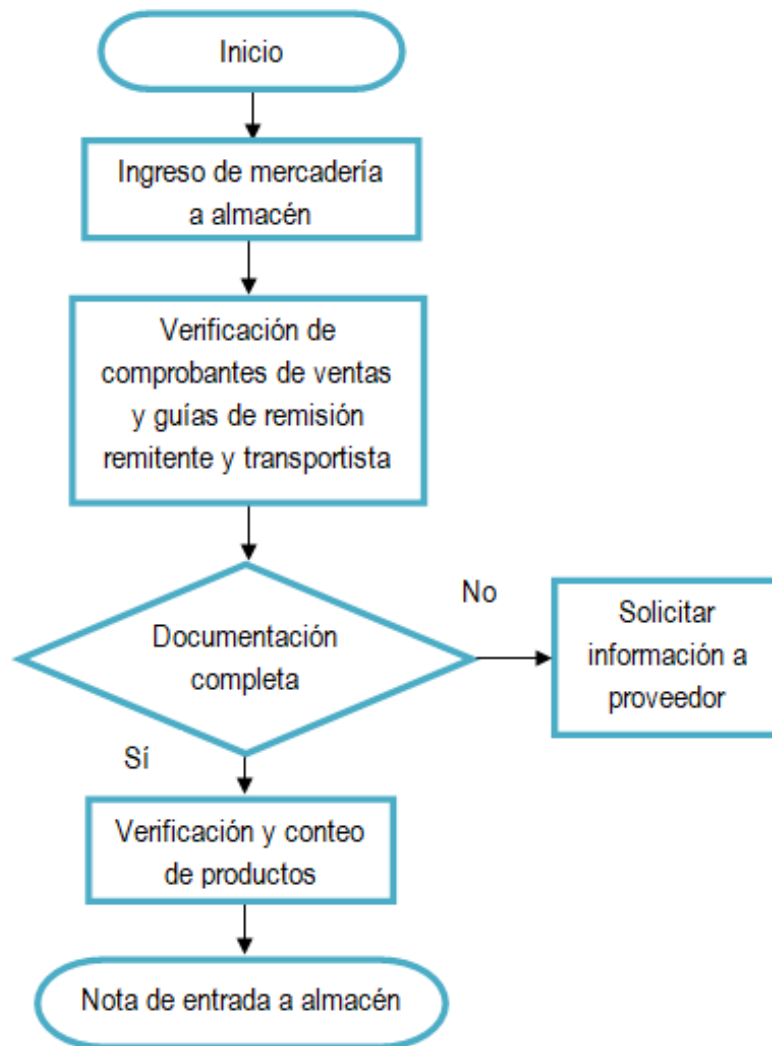 Inicio
Ingreso de mercadería
a almacén
Verificación de
comprobantes de ventas
y guías de remisión
remitente y transportista
Documentación
completa
No
Solicitar
información a
proveedor
Sí
Verificación y conteo
de productos
Nota de entrada a almacén